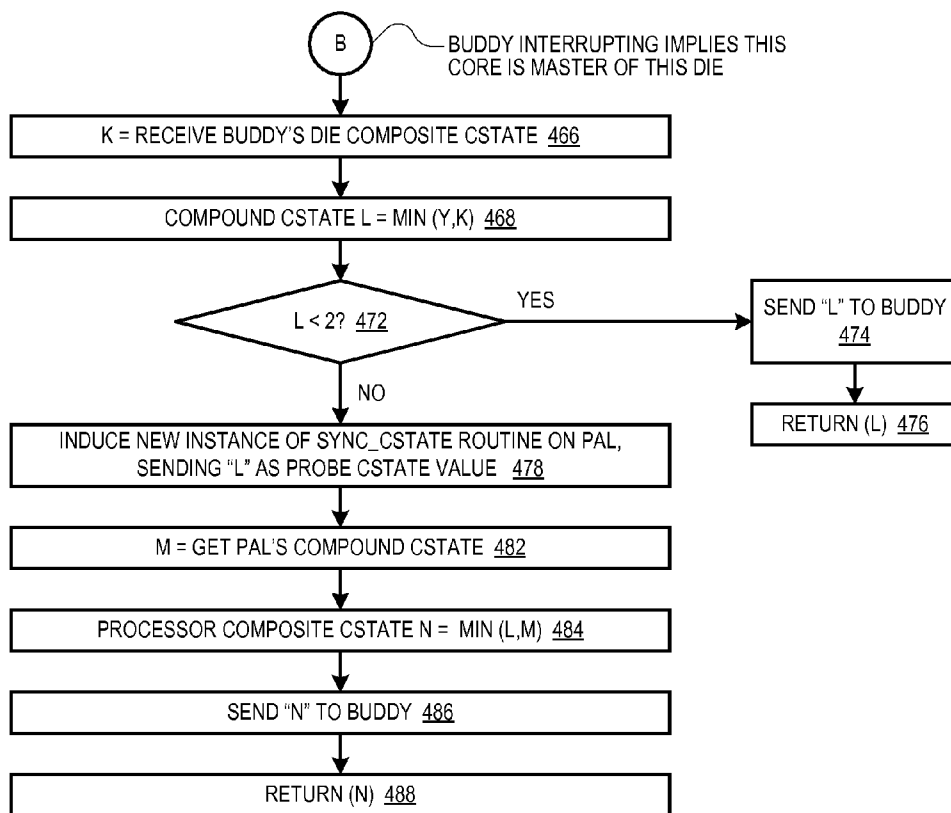 B
BUDDY INTERRUPTING IMPLIES THIS
CORE IS MASTER OF THIS DIE
K = RECEIVE BUDDY'S DIE COMPOSITE CSTATE 466
COMPOUND CSTATE L = MIN (Y,K) 468
L < 2? 472
YES
SEND "L" TO BUDDY
474
RETURN (L) 476
NO
INDUCE NEW INSTANCE OF SYNC_CSTATE ROUTINE ON PAL,
SENDING "L" AS PROBE CSTATE VALUE 478
M = GET PAL'S COMPOUND CSTATE 482
PROCESSOR COMPOSITE CSTATE N = MIN (L,M) 484
SEND "N" TO BUDDY 486
RETURN (N) 488